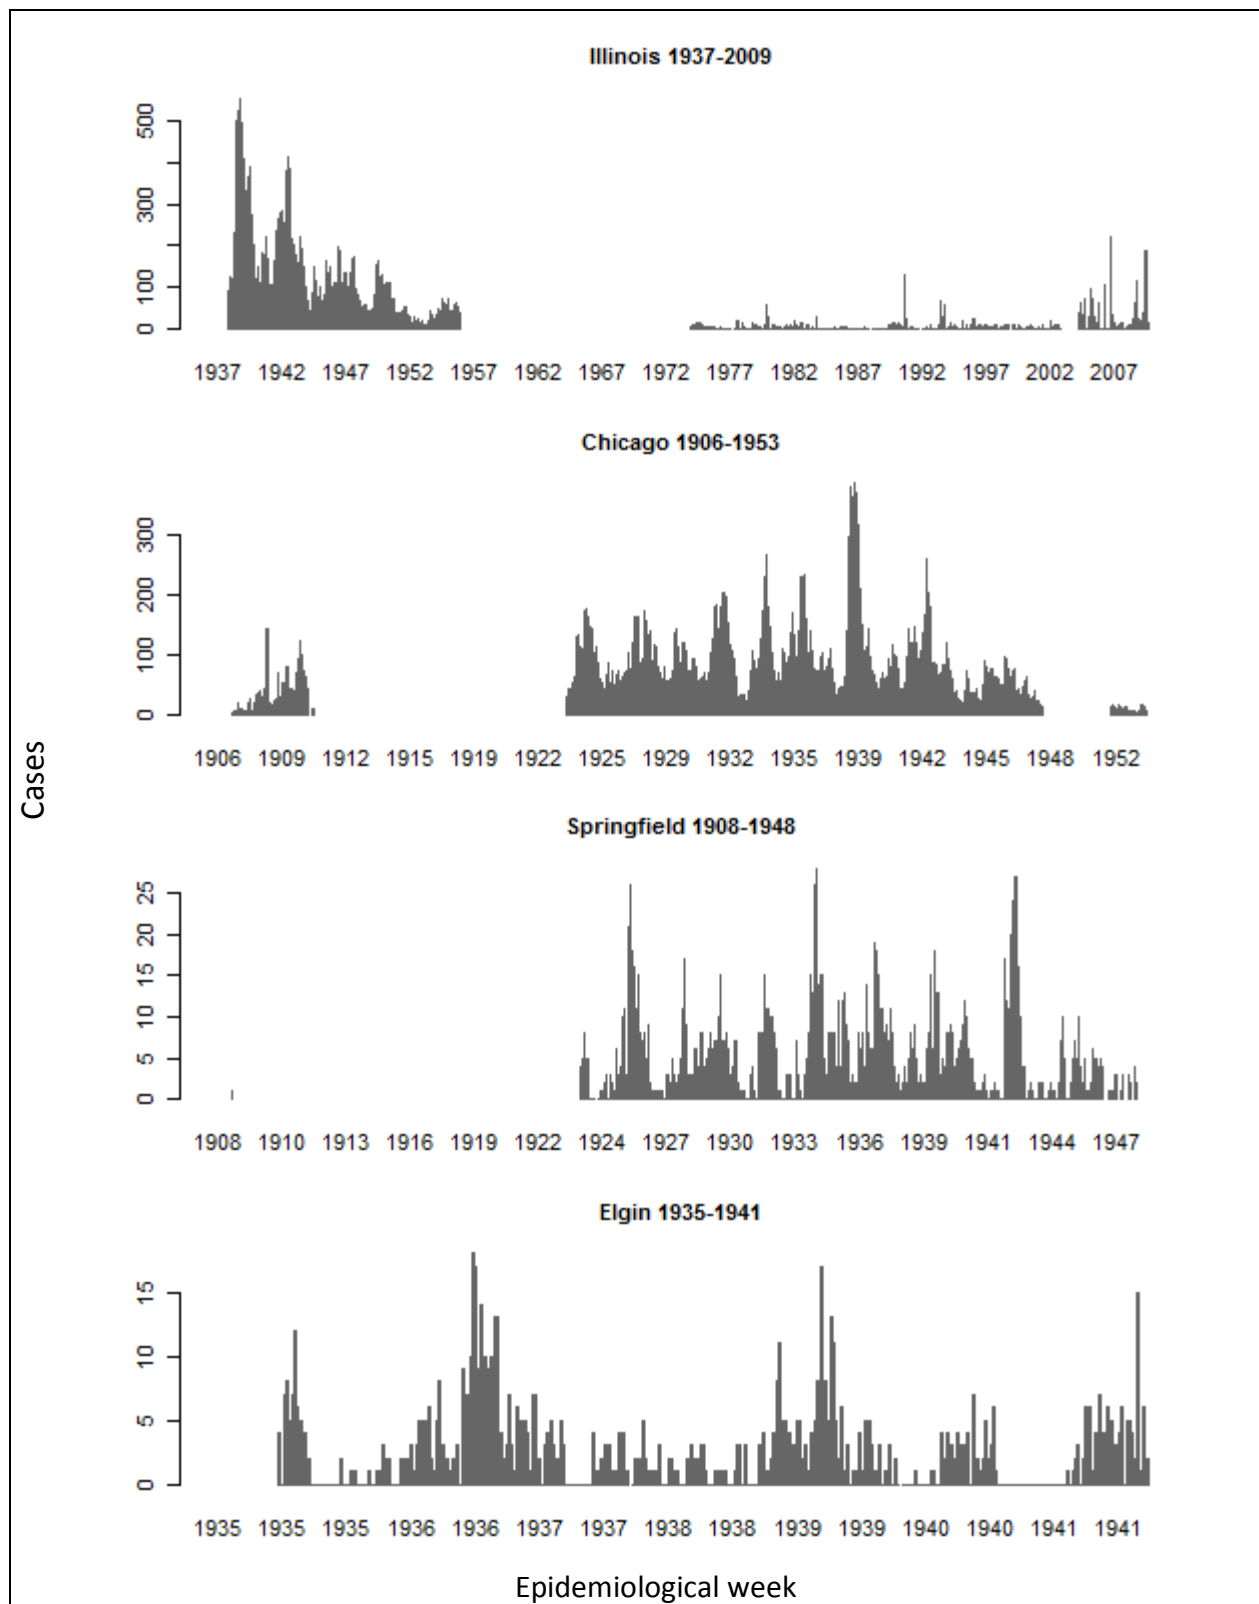 Illinois 1937-2009
500
300
100
0
1937 1942 1947 1952 1957 1962 1967 1972 1977 1982 1987 1992 1997 2002 2007
Chicago 1906-1953
300
200
100
0
1906 1909 1912 1915 1919 1922 1925 1929 1932 1935 1939 1942 1945 1948 1952
Cases
Springfield 1908-1948
25
20
15
10
5
0
1908 1910 1913 1916 1919 1922 1924 1927 1930 1933 1936 1939 1941 1944 1947
Elgin 1935-1941
15
10
5
0
1935 1935 1935 1936 1936 1937 1937 1938 1938 1939 1939 1940 1940 1941 1941
Epidemiological week